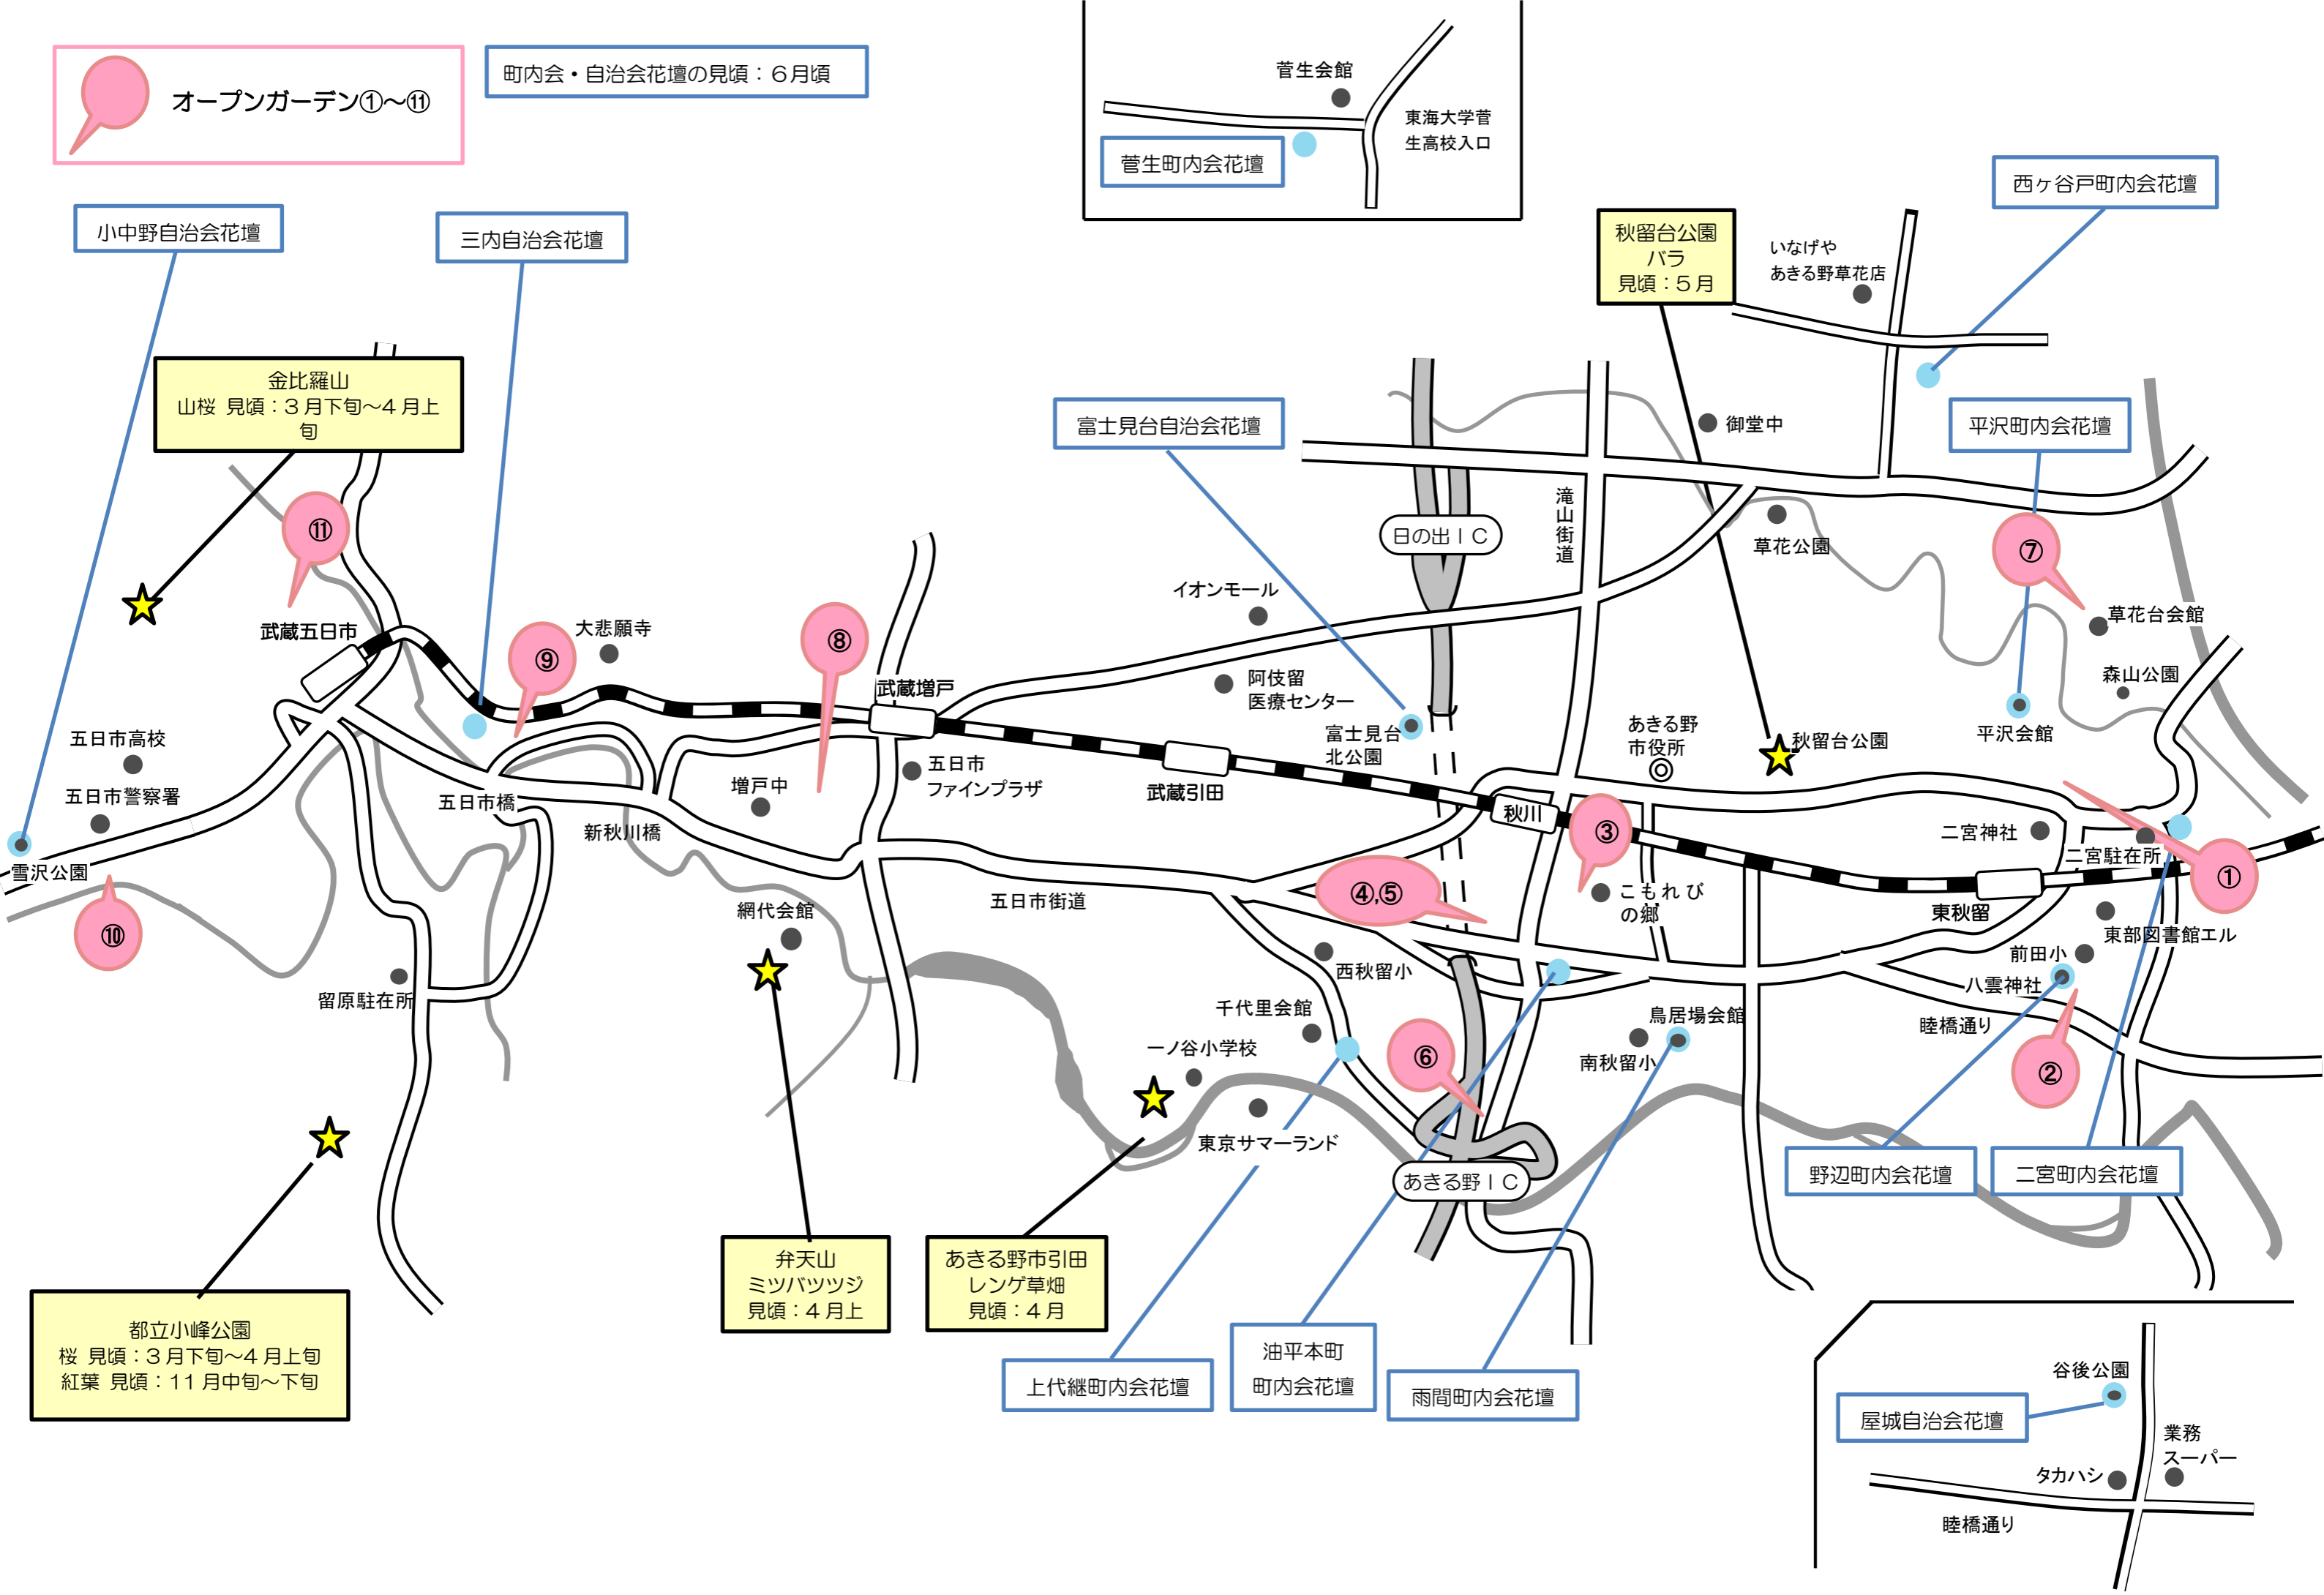 オープンガーデン①～⑪
町内会・自治会花壇の見頃：６月頃
菅生会館
東海大学菅
生高校入口
菅生町内会花壇
西ヶ谷戸町内会花壇
小中野自治会花壇
三内自治会花壇
秋留台公園
バラ
見頃：５月
いなげや
あきる野草花店
金比羅山
山桜 見頃：３月下旬～４月上
旬
富士見台自治会花壇
御堂中
平沢町内会花壇
滝山街道
日の出ＩＣ
草花公園
⑪
⑦
イオンモール
草花台会館
武蔵五日市
大悲願寺
⑨
⑧
武蔵増戸
阿伎留
医療センター
森山公園
富士見台
北公園
あきる野
市役所
秋留台公園
平沢会館
五日市高校
五日市警察署
五日市橋
新秋川橋
増戸中
五日市
ファインプラザ
武蔵引田
秋川
③
二宮神社
二宮駐在所
①
雪沢公園
⑩
網代会館
五日市街道
④,⑤
こもれび
の郷
東秋留
東部図書館エル
前田小
八雲神社
西秋留小
留原駐在所
千代里会館
鳥居場会館
睦橋通り
一ノ谷小学校
⑥
南秋留小
②
東京サマーランド
あきる野ＩＣ
野辺町内会花壇
二宮町内会花壇
弁天山
ミツバツツジ
見頃：４月上
あきる野市引田
レンゲ草畑
見頃：４月
都立小峰公園
桜 見頃：３月下旬～４月上旬
紅葉 見頃：１１月中旬～下旬
上代継町内会花壇
油平本町
町内会花壇
雨間町内会花壇
谷後公園
屋城自治会花壇
業務
スーパー
タカハシ
睦橋通り